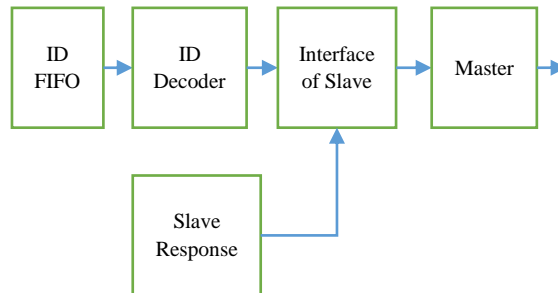 ID
FIFO
ID
Decoder
Interface
of Slave
Master
Slave
Response